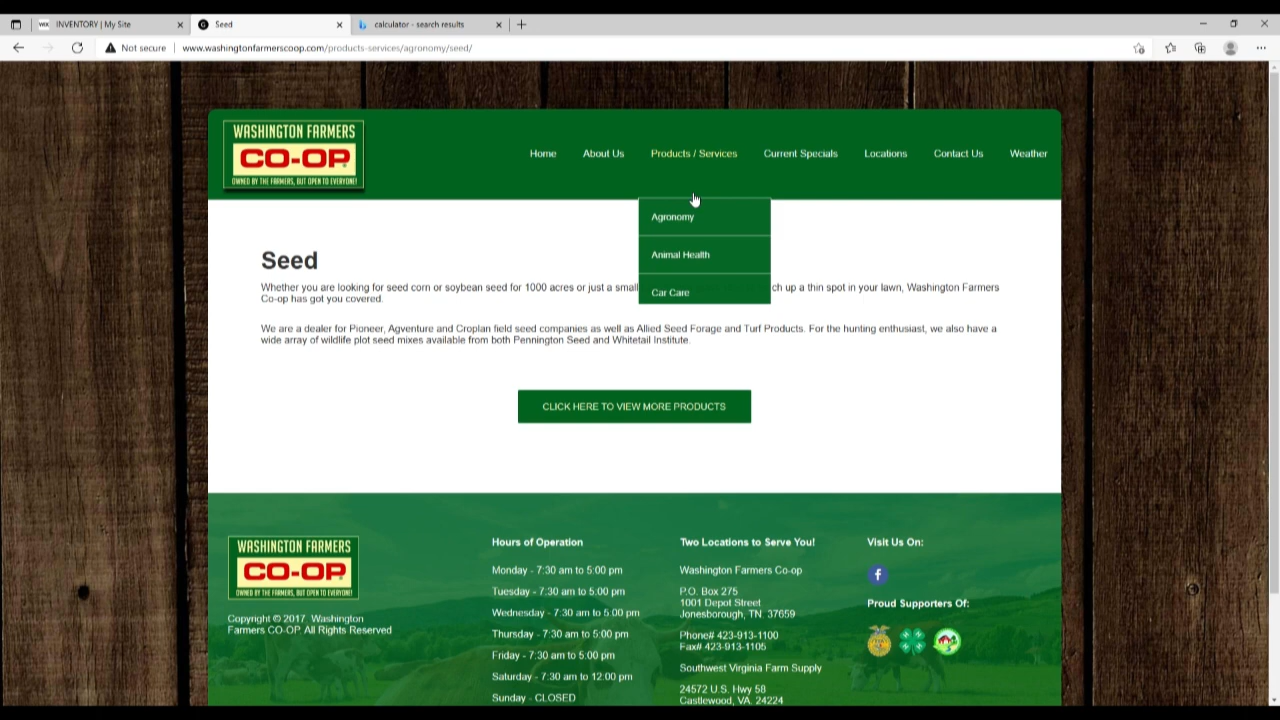 INVENTORY | My Site
Seed
calculator - search results
Not secure
www.washingtonfarmerscoop.com/products-services/agronomy/seed/
WASHINGTON FARMERS
CO-OP
OWNED BY THE FARMERS, BUT OPEN TO EVERYONE!
Home
About Us
Products / Services
Current Specials
Locations
Contact Us
Weather
Agronomy
Animal Health
Car Care
Seed
Whether you are looking for seed corn or soybean seed for 1000 acres or just a small ch up a thin spot in your lawn, Washington Farmers
Co-op has got you covered.
We are a dealer for Pioneer, Agventure and Croplan field seed companies as well as Allied Seed Forage and Turf Products. For the hunting enthusiast, we also have a
wide array of wildlife plot seed mixes available from both Pennington Seed and Whitetail Institute.
CLICK HERE TO VIEW MORE PRODUCTS
WASHINGTON FARMERS
CO-OP
OWNED BY THE FARMERS, BUT OPEN TO EVERYONE!
Copyright © 2017 Washington
Farmers CO-OP All Rights Reserved
Hours of Operation
Monday - 7:30 am to 5:00 pm
Tuesday - 7:30 am to 5:00 pm
Wednesday - 7:30 am to 5:00 pm
Thursday - 7:30 am to 5:00 pm
Friday - 7:30 am to 5:00 pm
Saturday - 7:30 am to 12:00 pm
Sunday - CLOSED
Two Locations to Serve You!
Washington Farmers Co-op
P.O. Box 275
1001 Depot Street
Jonesborough, TN 37659
Phone# 423-913-1100
Fax# 423-913-1105
Southwest Virginia Farm Supply
24572 U.S. Hwy 58
Castlewood, VA. 24224
Visit Us On:
Proud Supporters Of: